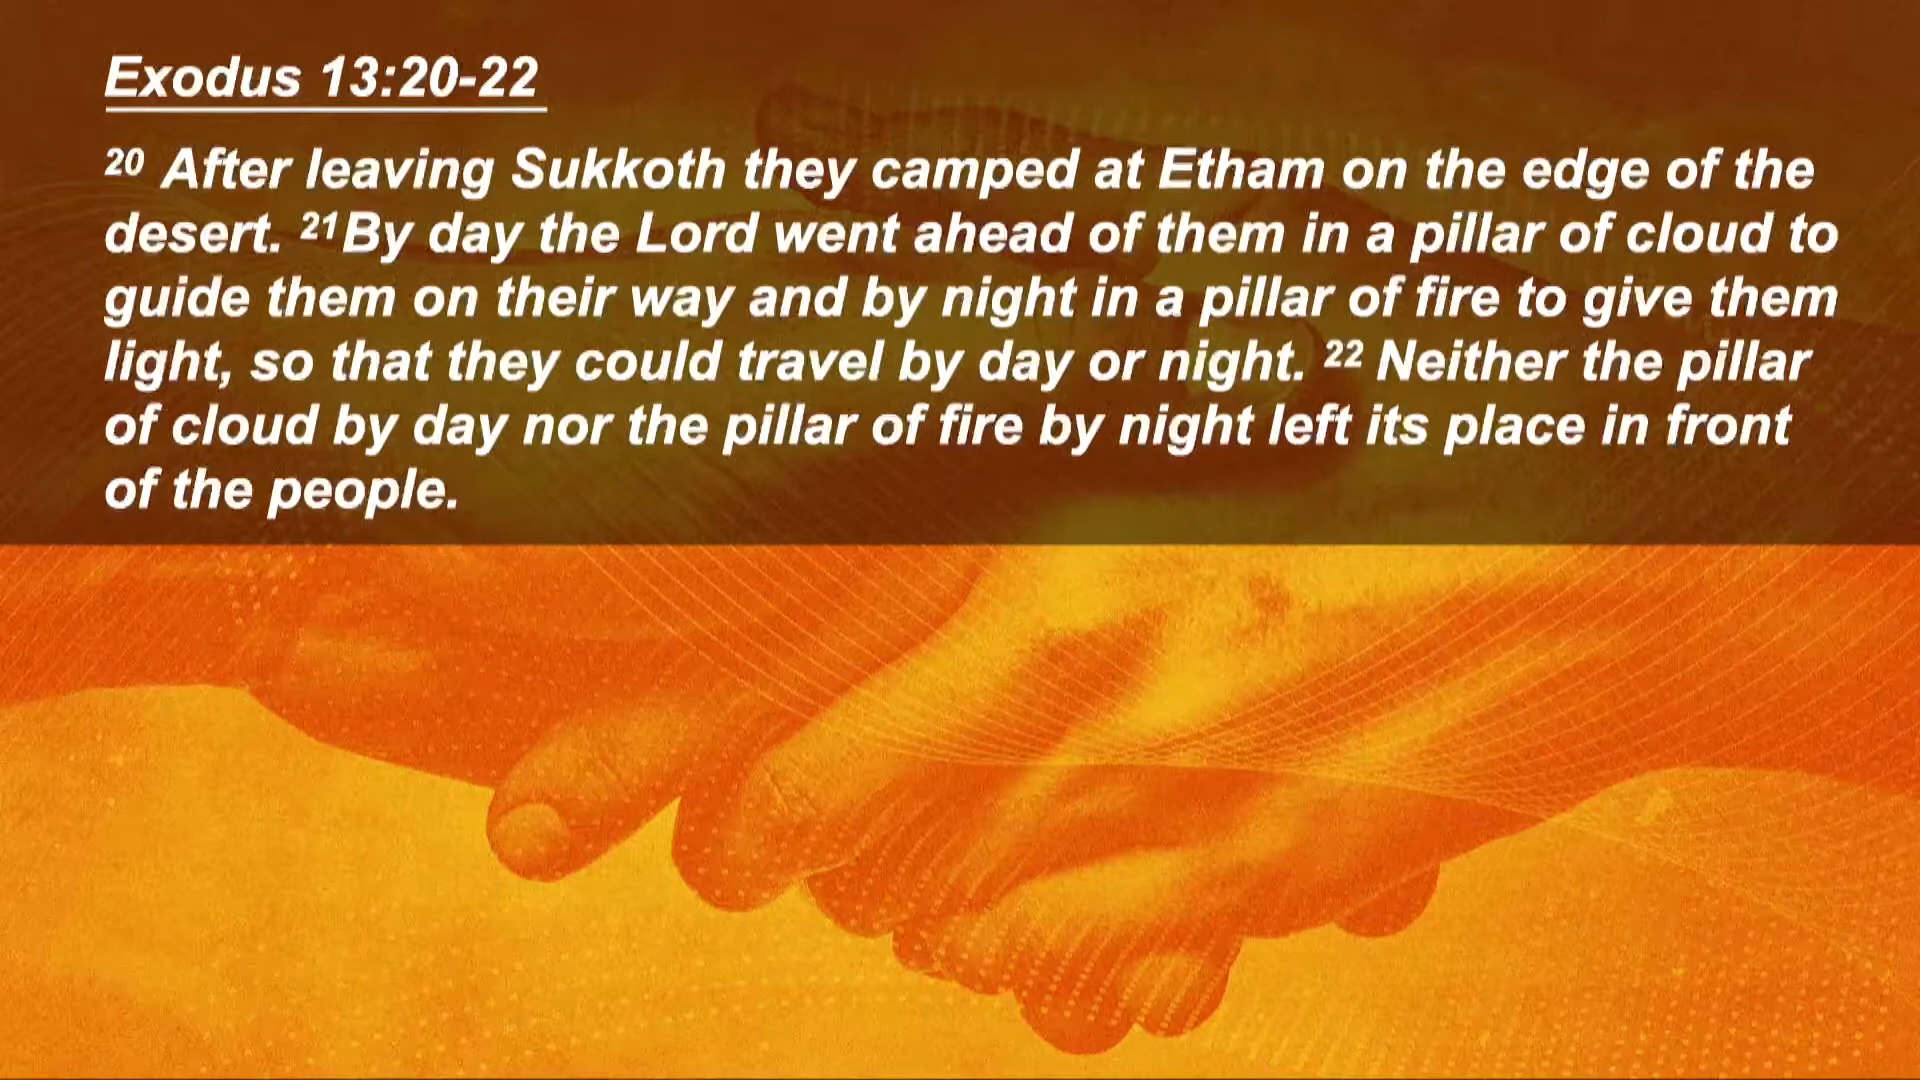 Exodus 13:20-22
20 After leaving Sukkoth they camped at Etham on the edge of the
desert. 21By day the Lord went ahead of them in a pillar of cloud to
guide them on their way and by night in a pillar of fire to give them
light, so that they could travel by day or night. 22 Neither the pillar
of cloud by day nor the pillar of fire by night left its place in front
of the people.